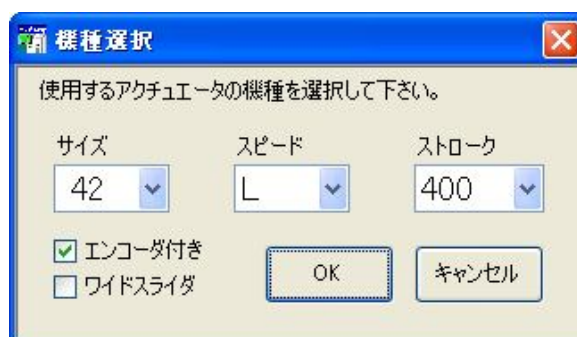 機種選択
使用するアクチュエータの機種を選択して下さい。
サイズ スピード ストローク
42 L 400
エンコーダ付き
ワイドスライダ
OK キャンセル